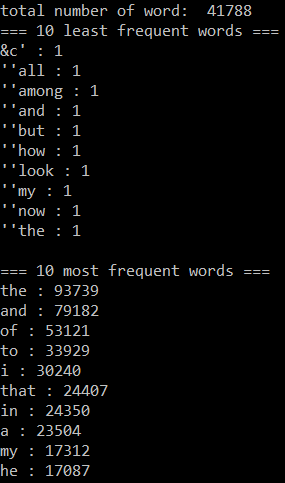 total number of word:  41788
=== 10 least frequent words ===
&c' : 1
''all : 1
''among : 1
''and : 1
''but : 1
''how : 1
''look : 1
''my : 1
''now : 1
''the : 1

=== 10 most frequent words ===
the : 93739
and : 79182
of : 53121
to : 33929
i : 30240
that : 24407
in : 24350
a : 23504
my : 17312
he : 17087